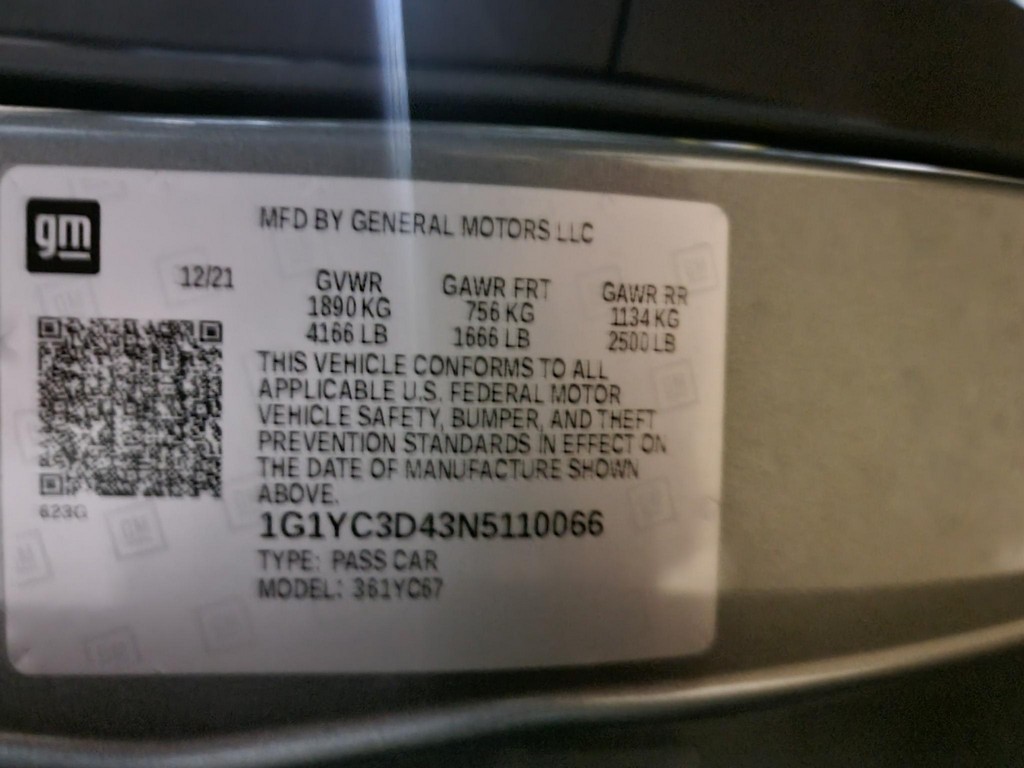 gm
MFD BY GENERAL MOTORS LLC
12/21
GVWR GAWR FRT GAWR RR
1890 KG 756 KG 1134 KG
4166 LB 1666 LB 2500 LB
THIS VEHICLE CONFORMS TO ALL
APPLICABLE U.S. FEDERAL MOTOR
VEHICLE SAFETY, BUMPER, AND THEFT
PREVENTION STANDARDS IN EFFECT ON
THE DATE OF MANUFACTURE SHOWN
ABOVE.
623G
1G1YC3D43N5110066
TYPE: PASS CAR
MODEL: 361YC67